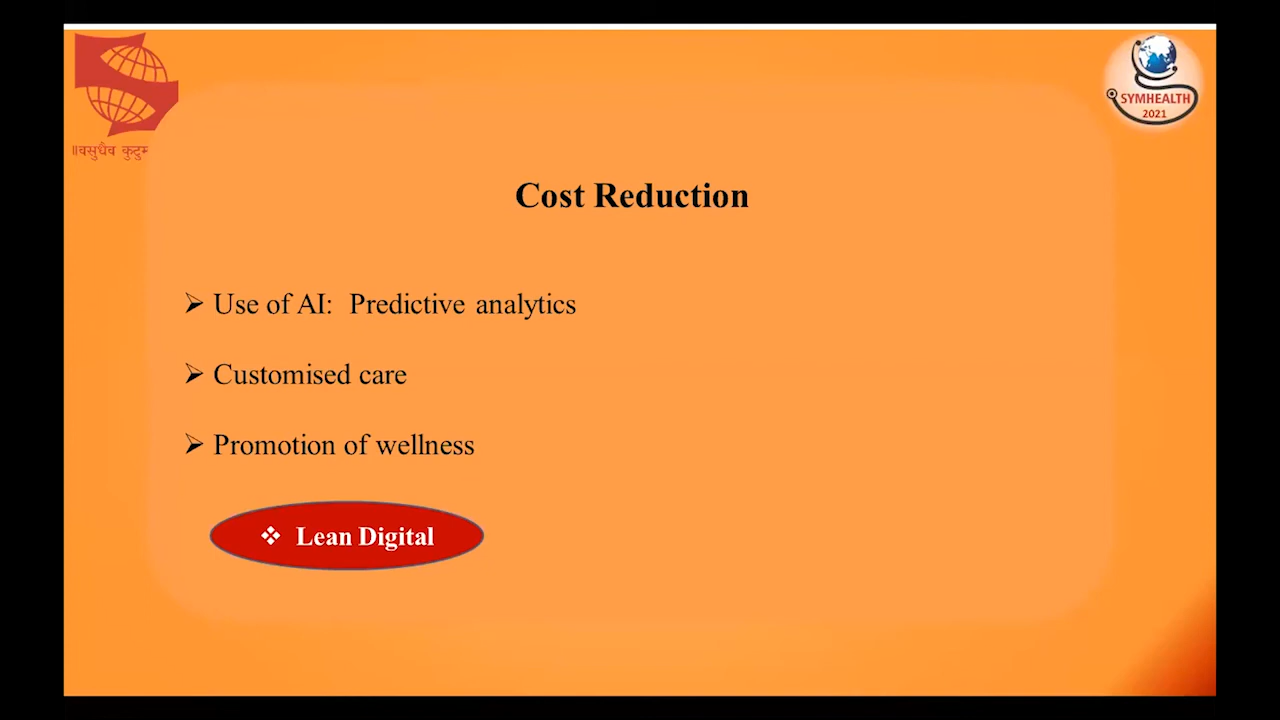 ॥वसुधैव
SYMHEALTH
2021
Cost Reduction
➢ Use of AI: Predictive analytics
➢ Customised care
➢ Promotion of wellness
❖ Lean Digital